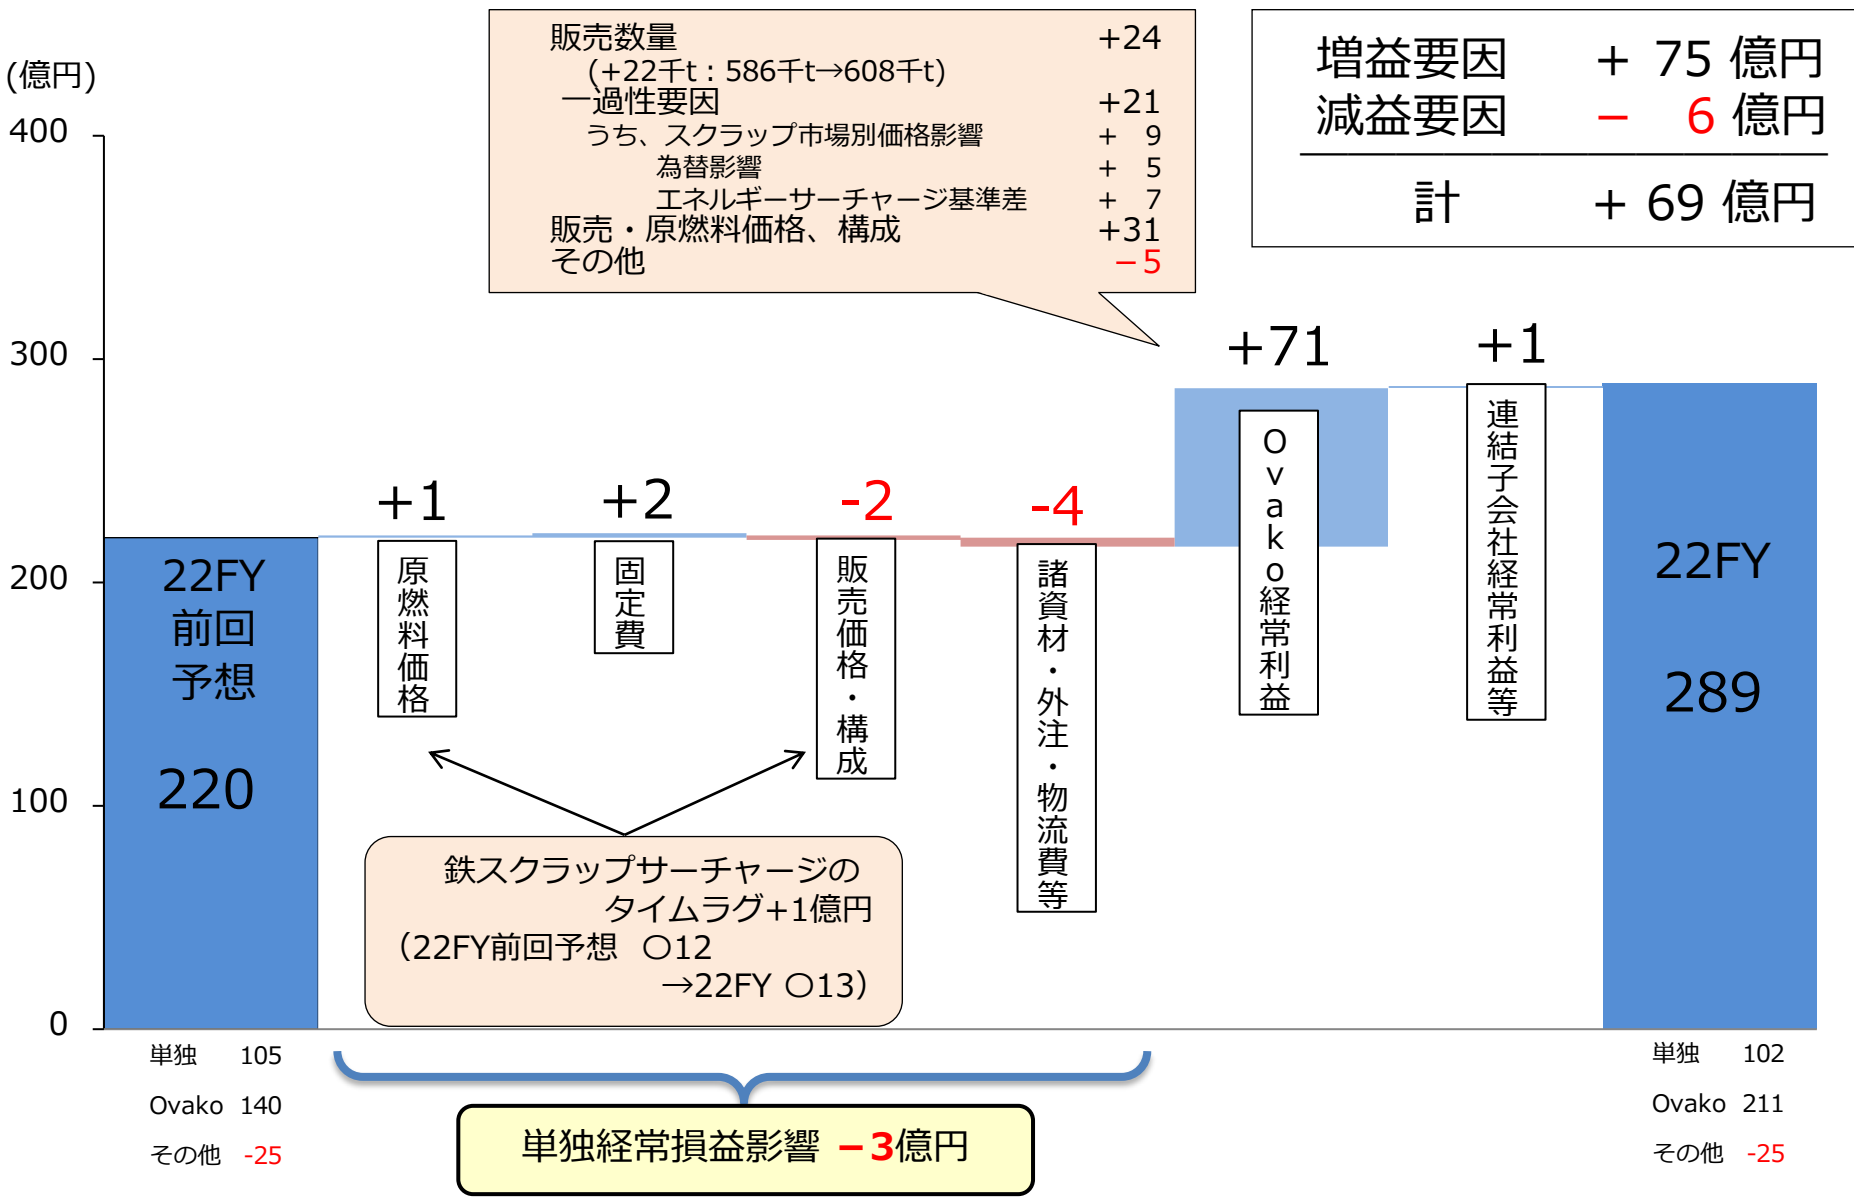 (億円)
400
300
200
100
0
販売数量 +24
(+22千t:586千t→608千t)
一過性要因 +21
うち、スクラップ市場別価格影響 + 9
為替影響 + 5
エネルギーサーチャージ基準差 + 7
販売・原燃料価格、構成 +31
その他 −5
増益要因 + 75 億円
減益要因 − 6 億円
計 + 69 億円
22FY
前回
予想
220
+1
原燃料価格
+2
固定費
-2
販売価格・構成
-4
諸資材・外注・物流費等
+71
Ovako経常利益
+1
連結子会社経常利益等
22FY
289
鉄スクラップサーチャージの
タイムラグ+1億円
(22FY前回予想 〇12
→22FY 〇13)
単独 105
Ovako 140
その他 -25
単独経常損益影響 −3億円
単独 102
Ovako 211
その他 -25